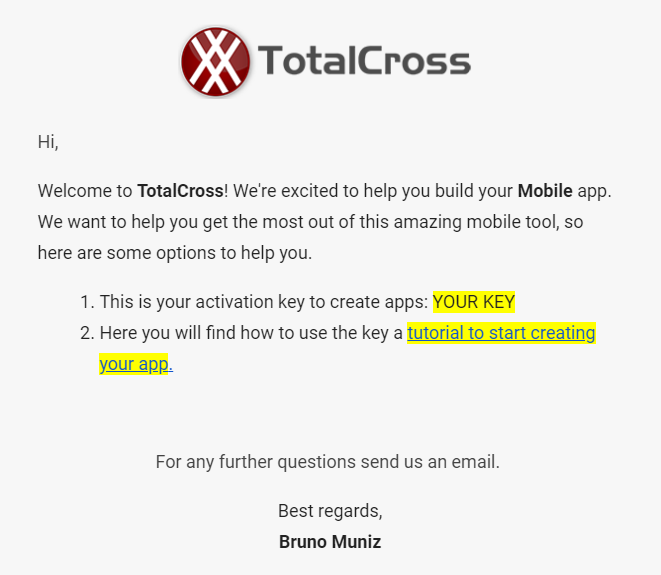 TotalCross
Hi,
Welcome to TotalCross! We're excited to help you build your Mobile app.
We want to help you get the most out of this amazing mobile tool, so
here are some options to help you.
1. This is your activation key to create apps: YOUR KEY
2. Here you will find how to use the key a tutorial to start creating
your app.
For any further questions send us an email.
Best regards,
Bruno Muniz